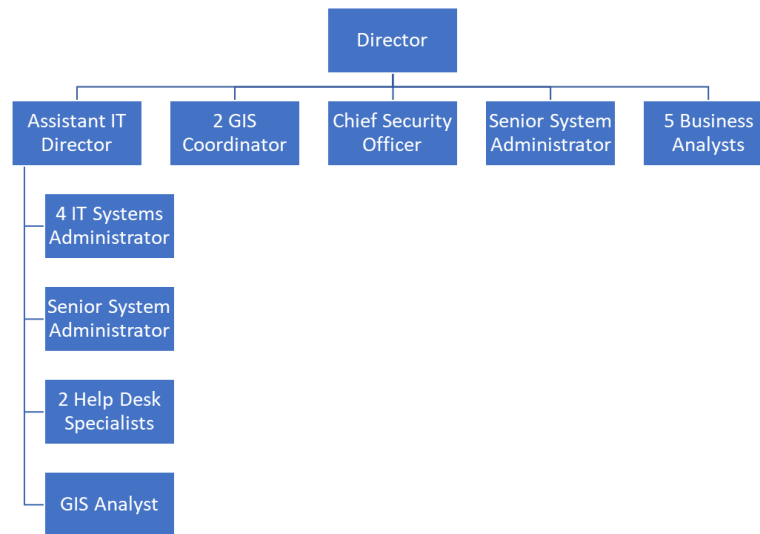 Director
Assistant IT
Director
2 GIS
Coordinator
Chief Security
Officer
Senior System
Administrator
5 Business
Analysts
4 IT Systems
Administrator
Senior System
Administrator
2 Help Desk
Specialists
GIS Analyst